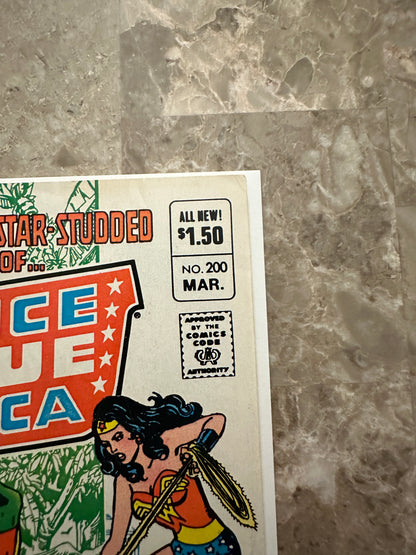 STAR-STUDDED
OF...
ALL NEW!
$1.50
NO. 200
MAR.
ICE
UE
CA
®
APPROVED
BY THE
COMICS
CODE
AUTHORITY